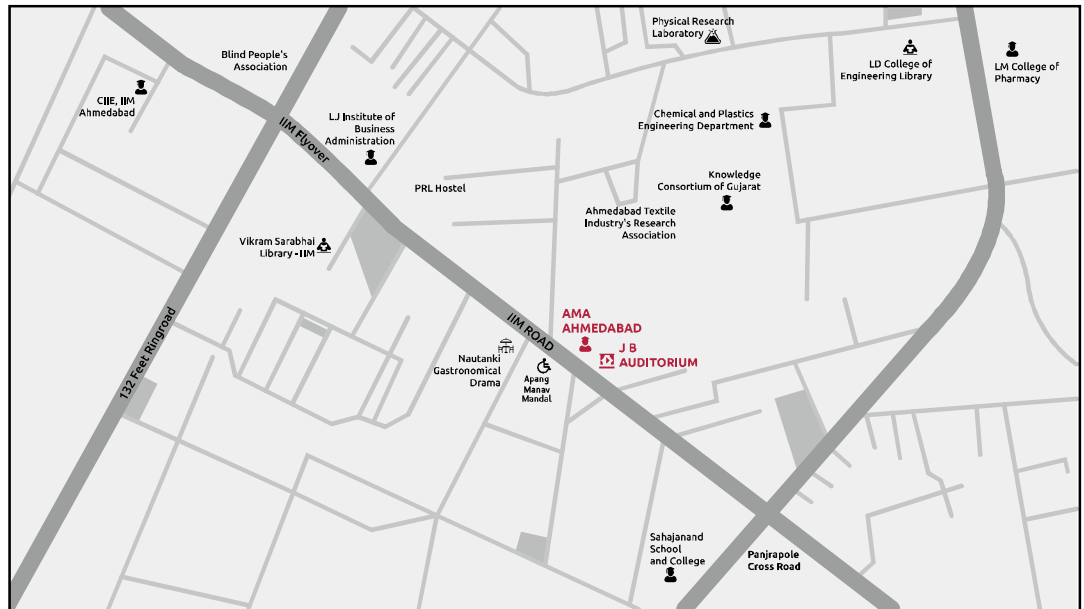 Physical Research
Laboratory
Blind People's
Association
LD College of
Engineering Library
LM College of
Pharmacy
CIIE, IIM
Ahmedabad
IIM Flyover
LJ Institute of
Business
Administration
Chemical and Plastics
Engineering Department
PRL Hostel
Knowledge
Consortium of Gujarat
Ahmedabad Textile
Industry's Research
Association
Vikram Sarabhai
Library - IIM
132 Feet Ringroad
IIM ROAD
AMA
AHMEDABAD
J B
AUDITORIUM
Nautanki
Gastronomical
Drama
Apang
Manav
Mandal
Sahajanand
School
and College
Panjrapole
Cross Road